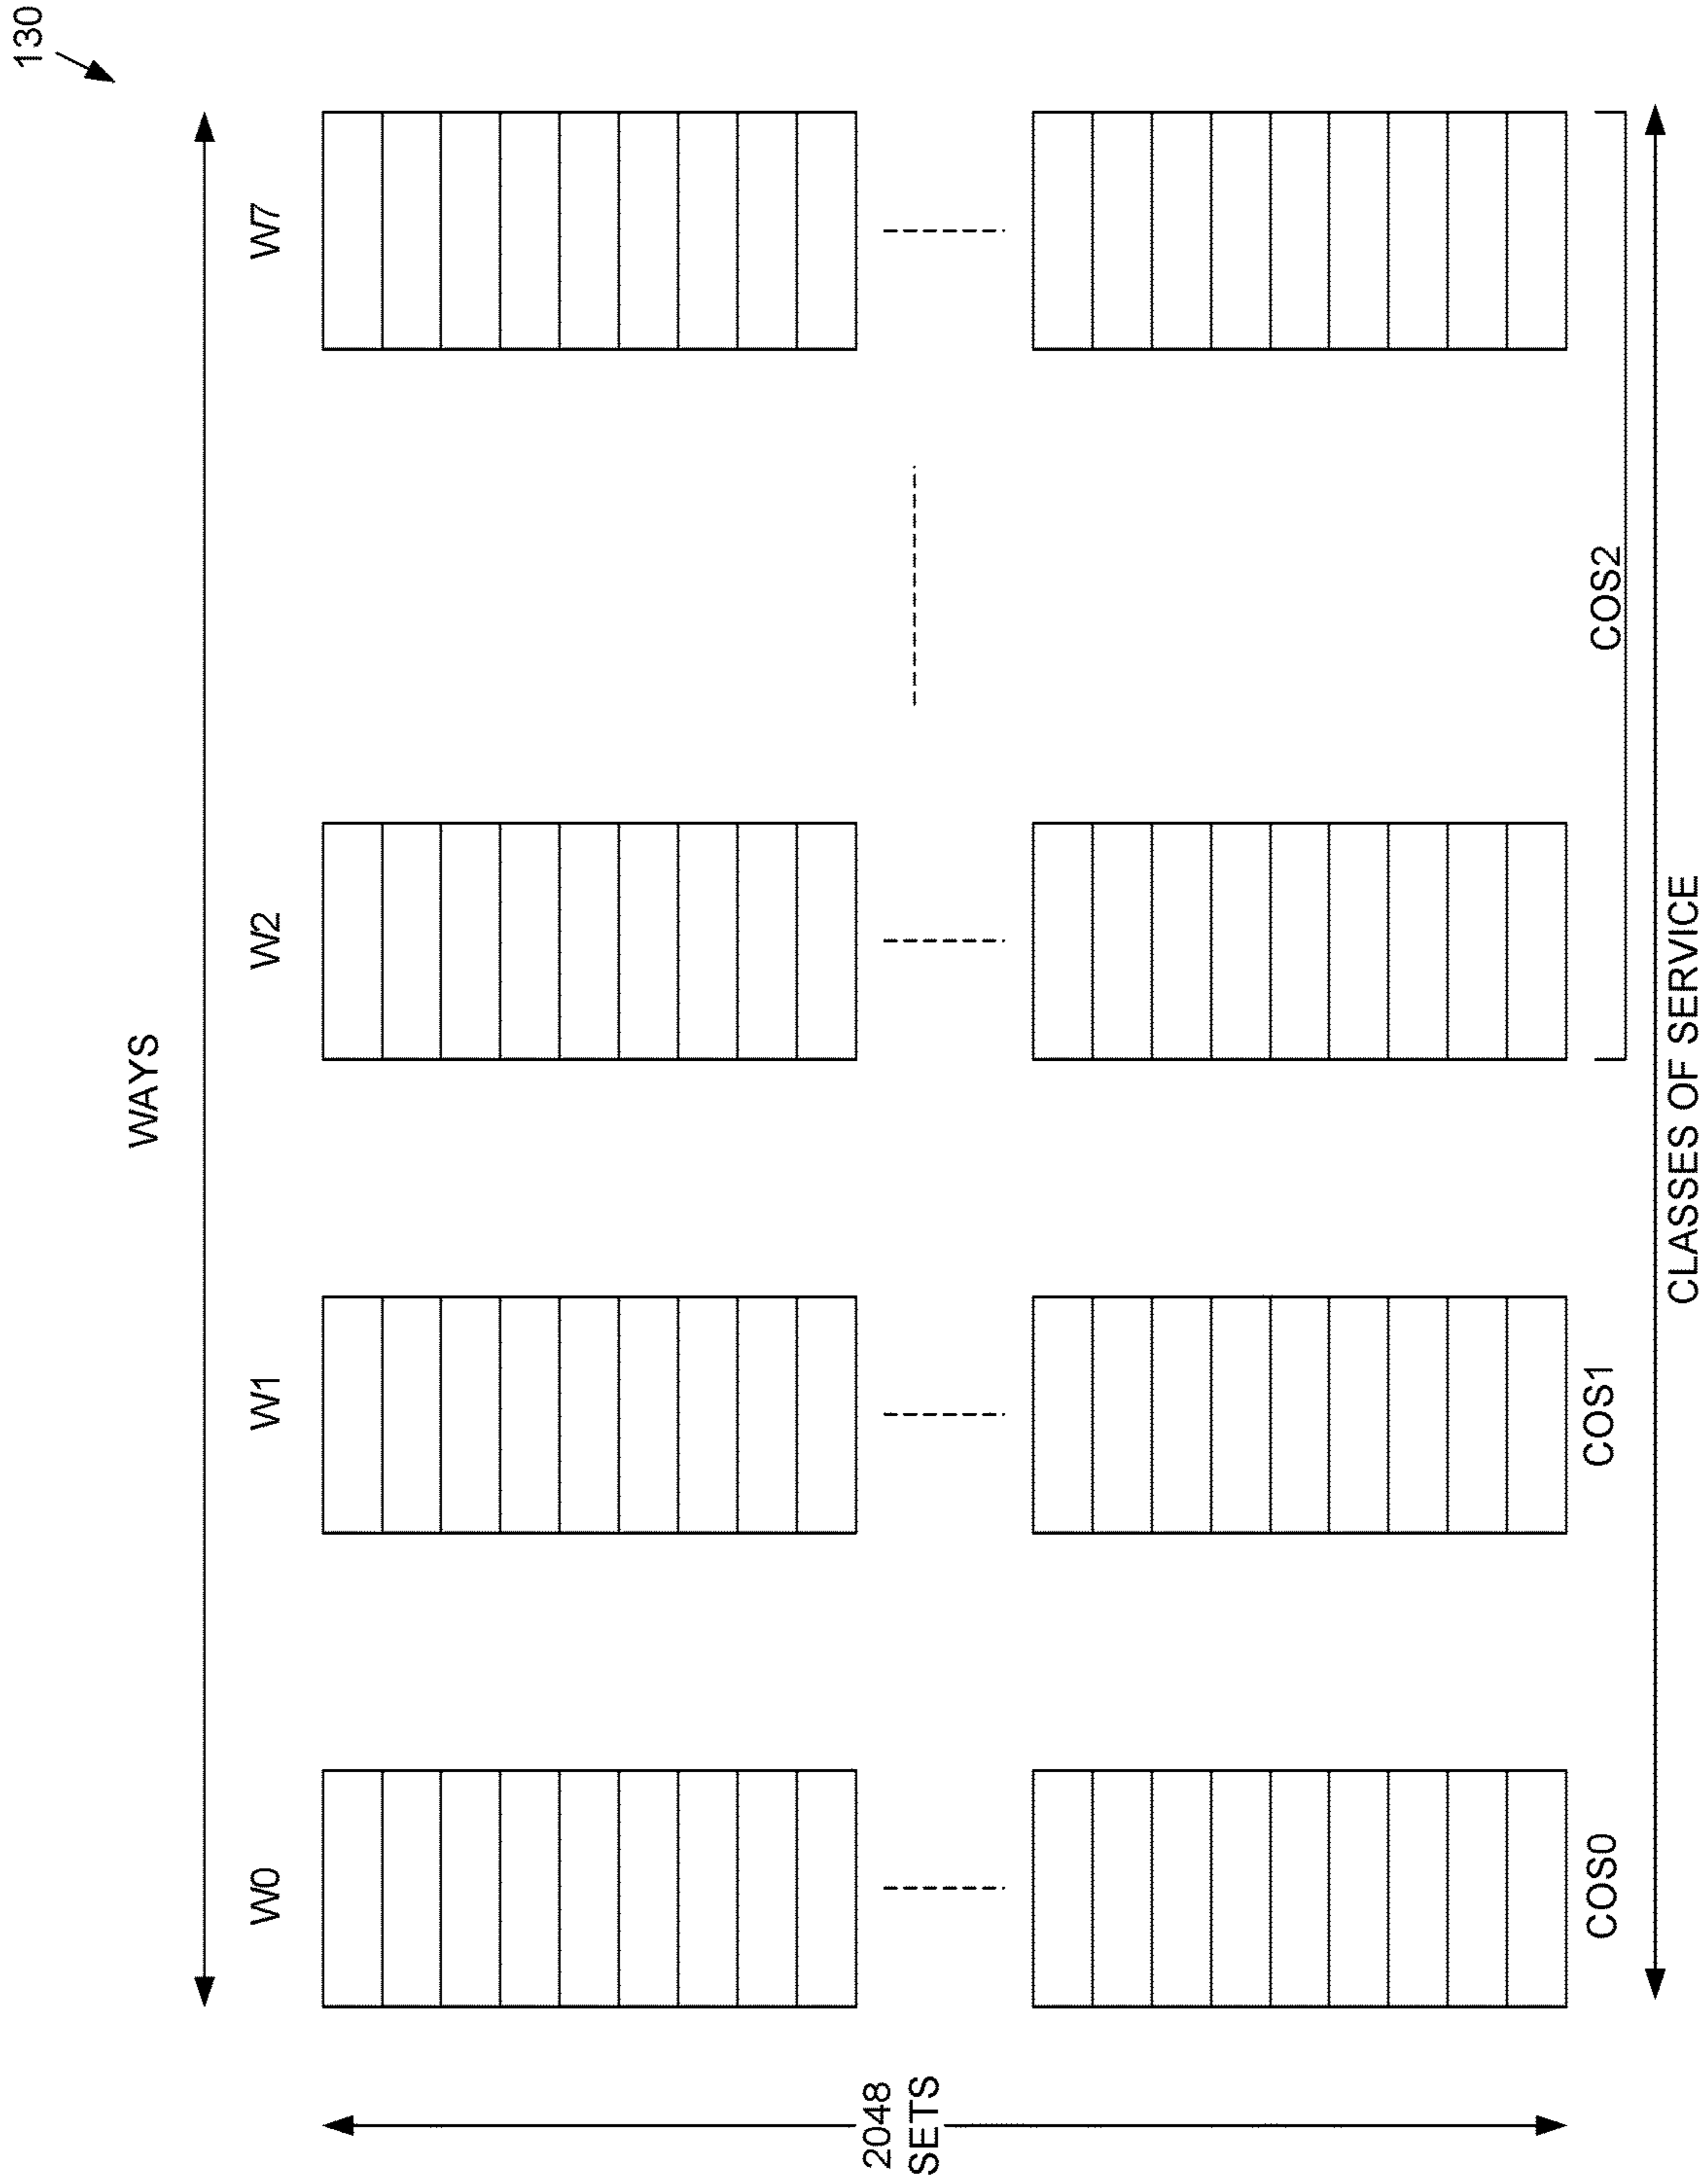 130
WAYS
W0 W1 W2 W7
2048
SETS
COS0 COS1 COS2
CLASSES OF SERVICE